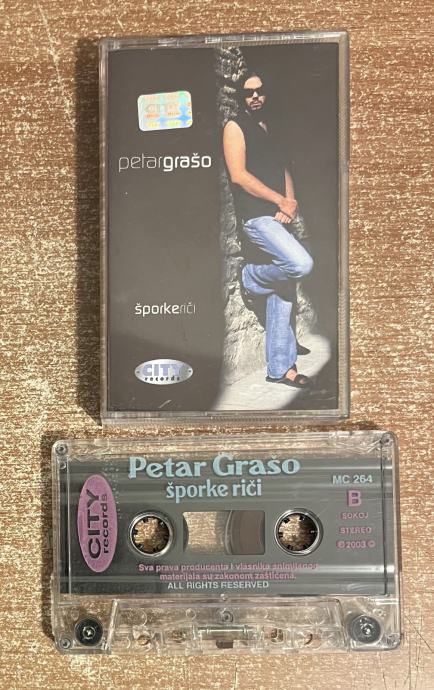 CITY
petargrašo
šporkeriči
CITY
records
Petar Grašo
šporke riči
MC 264
B
SOKOJ
STEREO
℗2003©
CITY
records
Sva prava producenta i vlasnika snimljenog
materijala su zakonom zaštićena.
ALL RIGHTS RESERVED